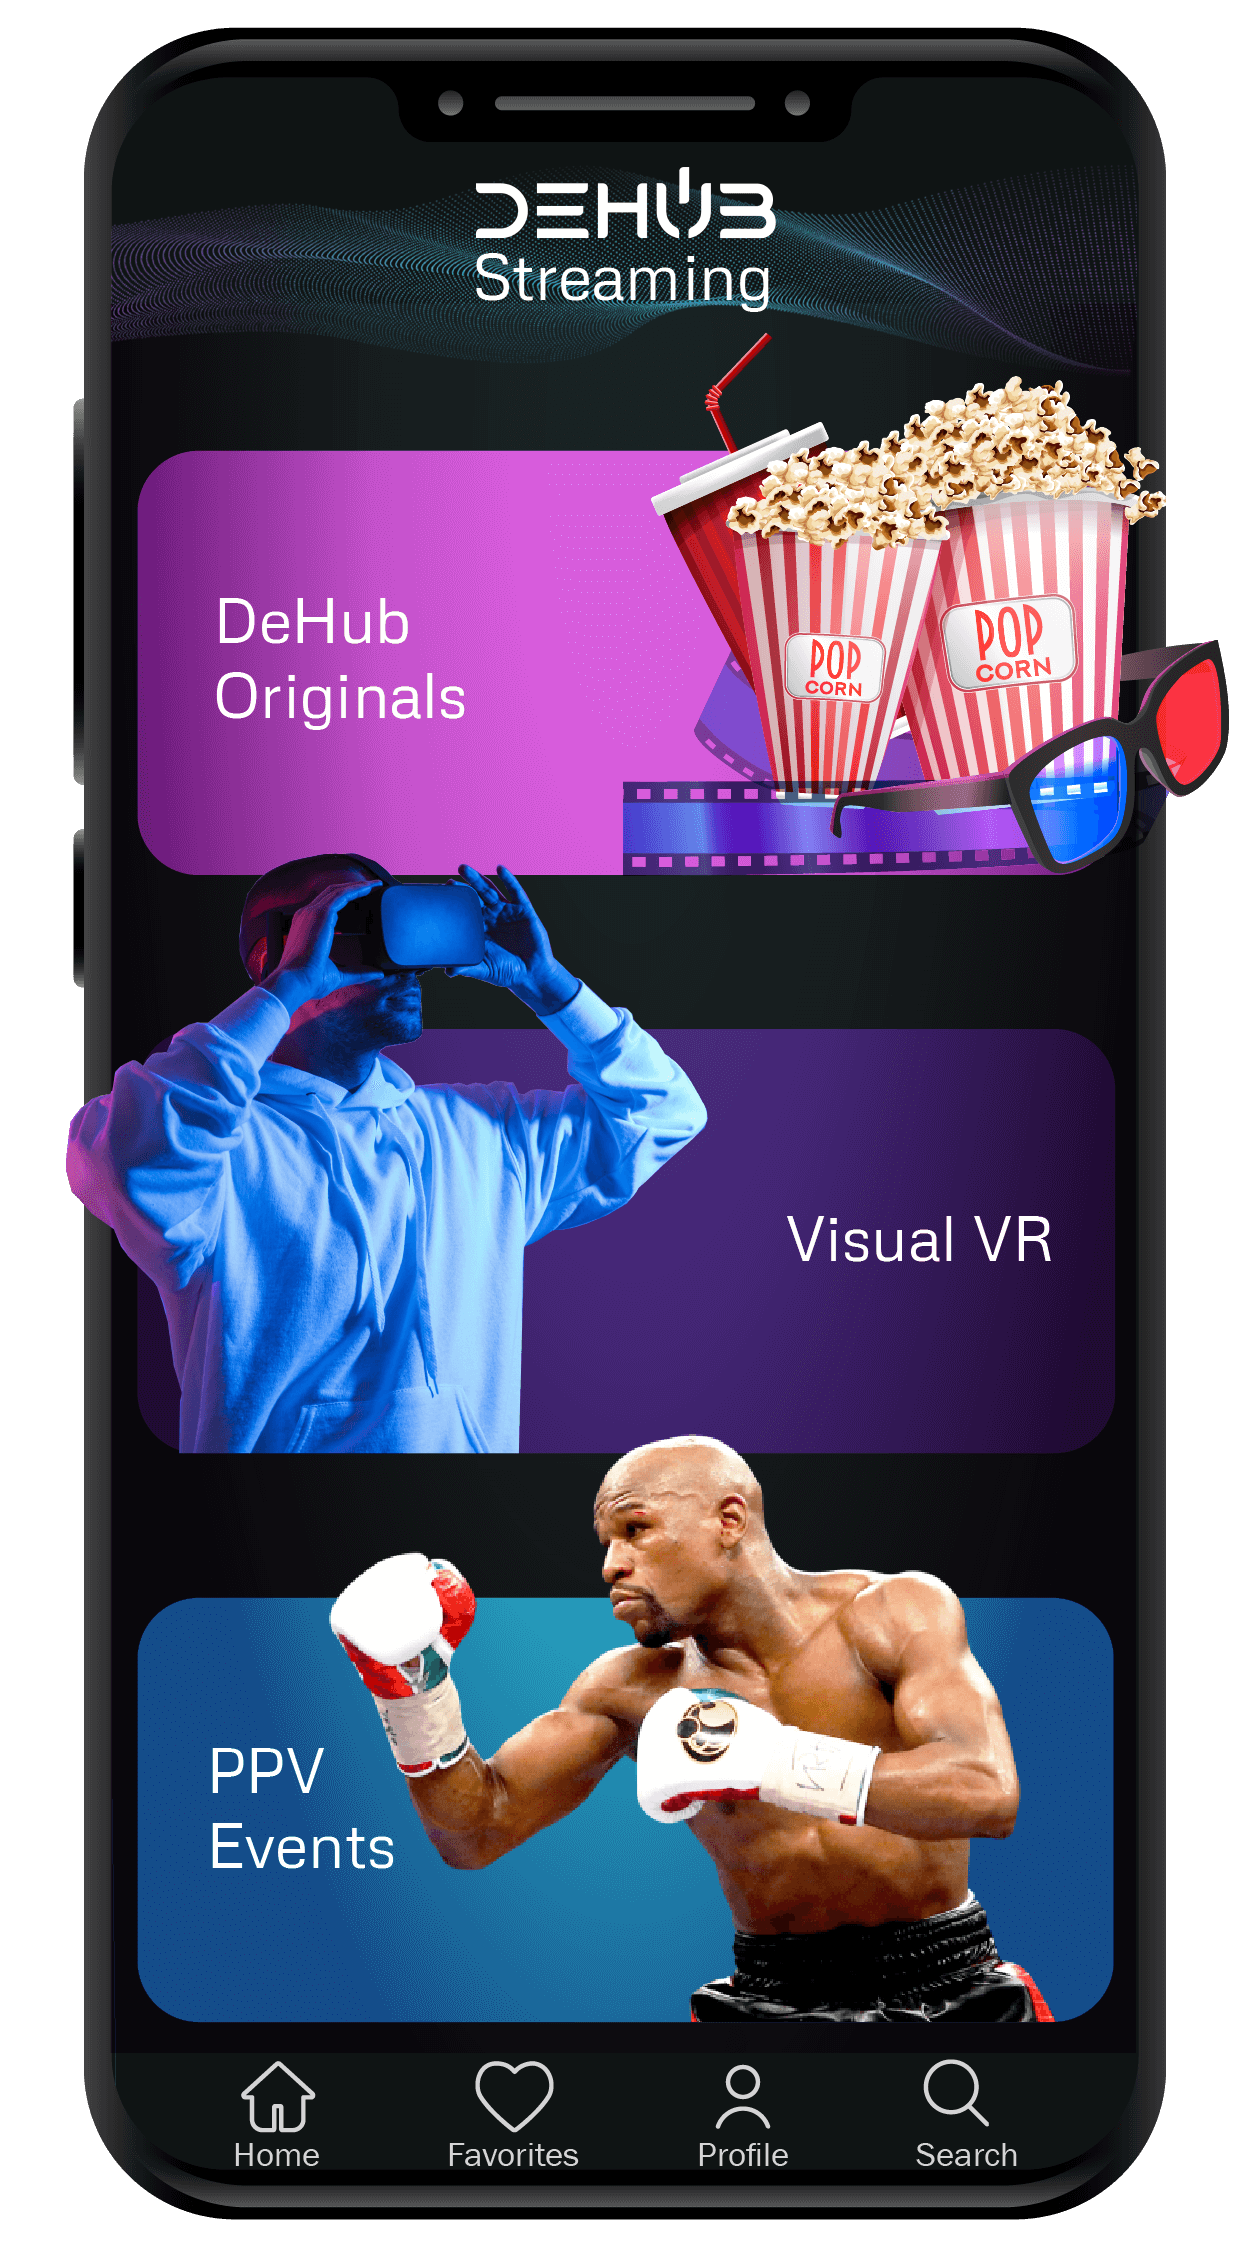 DEHUB
Streaming
DeHub
Originals
POP
CORN
POP
CORN
Visual VR
PPV
Events
Home
Favorites
Profile
Search